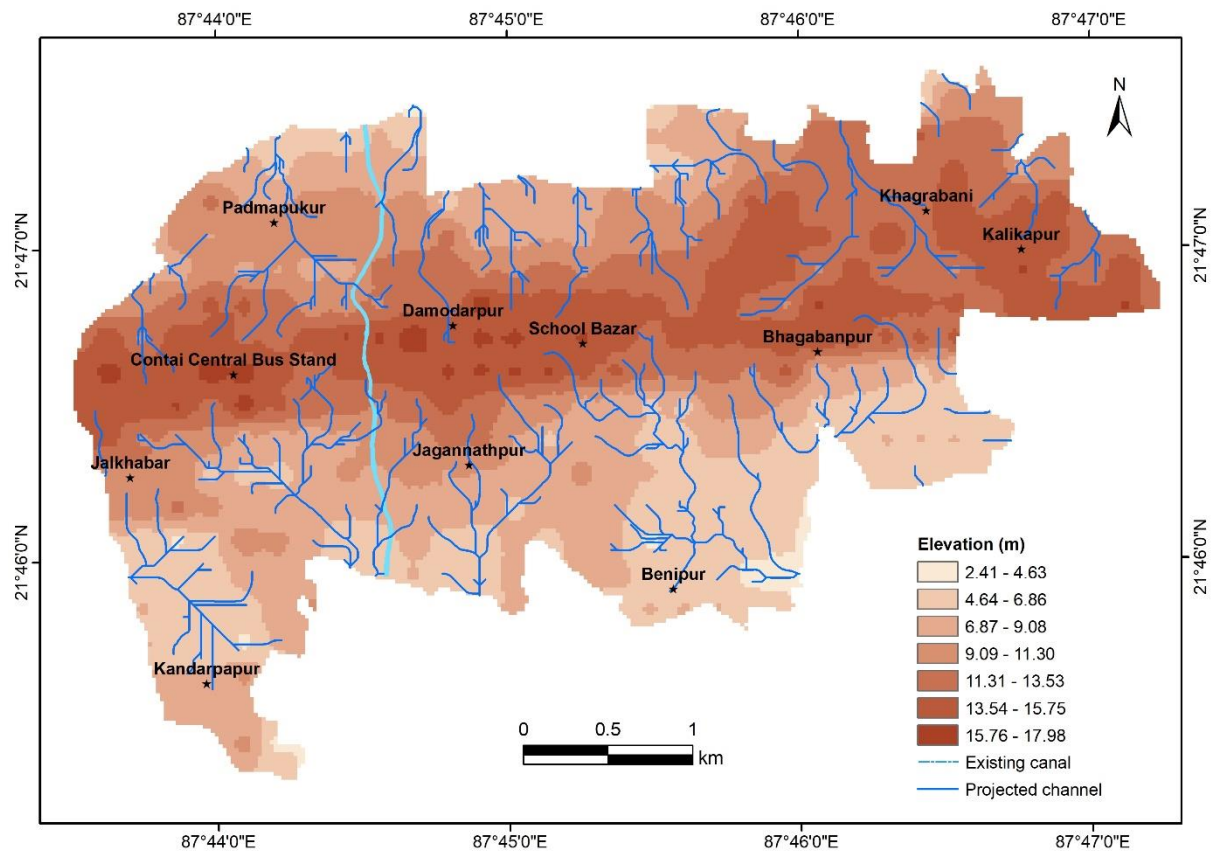 87°44'0"E
87°45'0"E
87°46'0"E
87°47'0"E
N
21°47'0"N
21°47'0"N
Khagrabani
Padmapukur
Kalikapur
Damodarpur
School Bazar
Bhagabanpur
Contai Central Bus Stand
Jagannathpur
Jalkhabar
21°46'0"N
21°46'0"N
Benipur
Kandarpapur
Elevation (m)
2.41 - 4.63
4.64 - 6.86
6.87 - 9.08
9.09 - 11.30
11.31 - 13.53
13.54 - 15.75
15.76 - 17.98
Existing canal
Projected channel
0 0.5 1
km
87°44'0"E
87°45'0"E
87°46'0"E
87°47'0"E